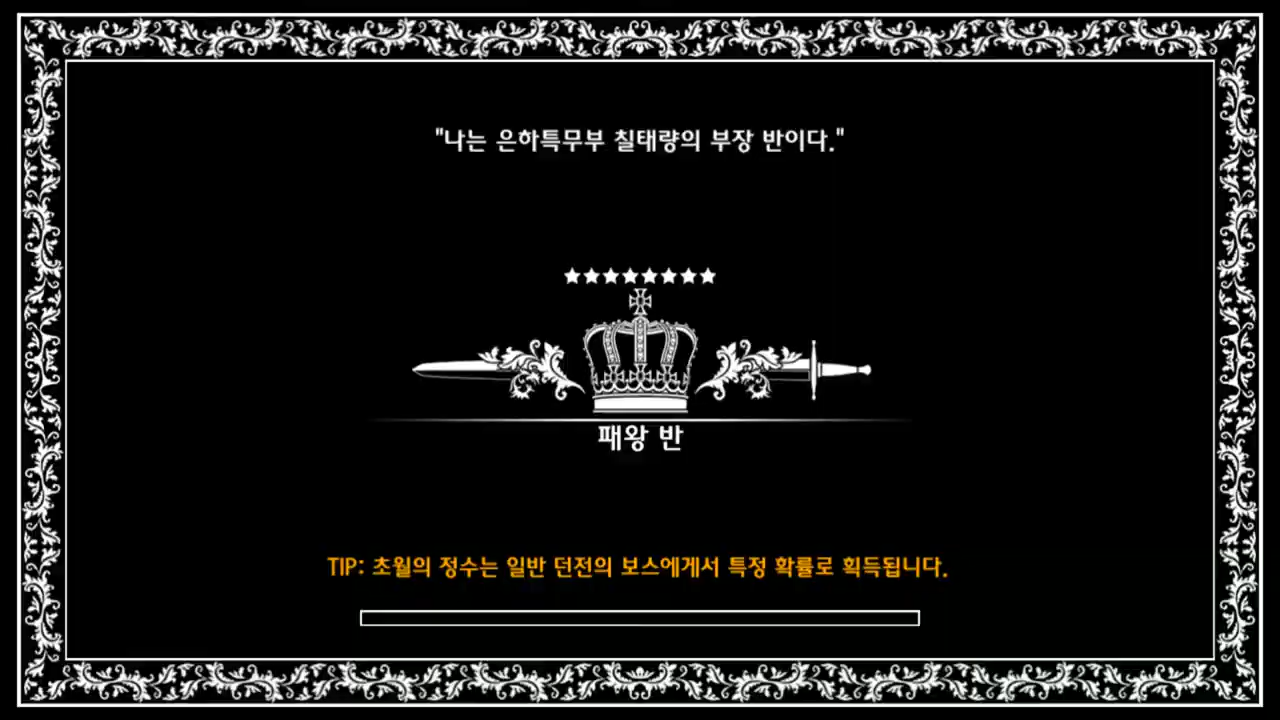 "나는 은하특무부 칠태량의 부장 반이다."
패왕 반
TIP: 초월의 정수는 일반 던전의 보스에게서 특정 확률로 획득됩니다.